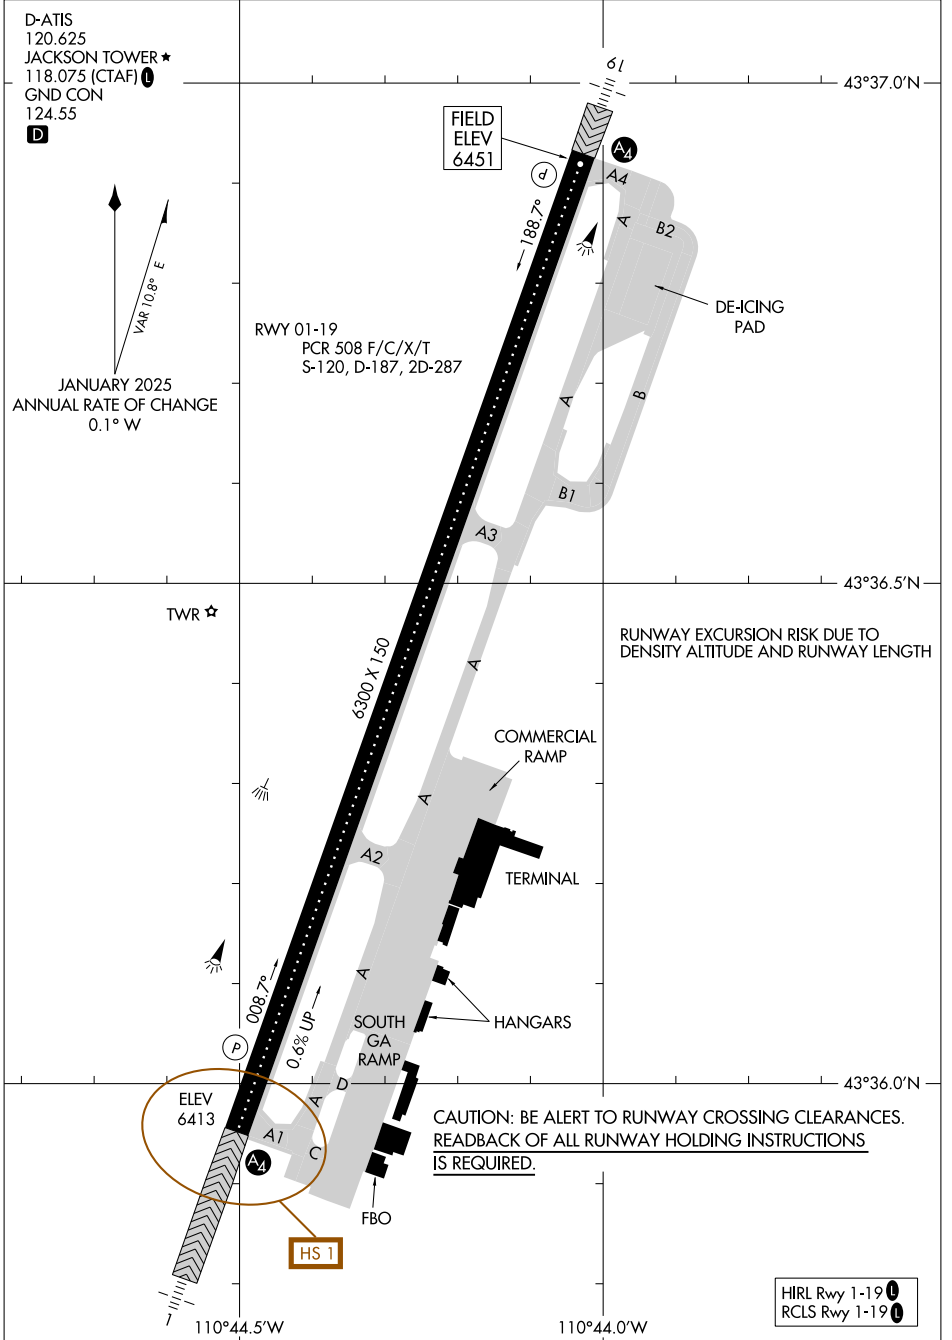 D-ATIS
120.625
JACKSON TOWER
118.075 (CTAF) L
GND CON
124.55
D
VAR 10.8° E
JANUARY 2025
ANNUAL RATE OF CHANGE
0.1° W
19
43°37.0'N
FIELD
ELEV
6451
A4
P
A4
A
B2
188.7°
DE-ICING
PAD
RWY 01-19
PCR 508 F/C/X/T
S-120, D-187, 2D-287
A
B
B1
A3
43°36.5'N
TWR
RUNWAY EXCURSION RISK DUE TO
DENSITY ALTITUDE AND RUNWAY LENGTH
6300 X 150
A
COMMERCIAL
RAMP
A
A2
TERMINAL
A
008.7°
0.6% UP
SOUTH
GA
RAMP
HANGARS
P
D
A
43°36.0'N
ELEV
6413
A1
C
A4
CAUTION: BE ALERT TO RUNWAY CROSSING CLEARANCES.
READBACK OF ALL RUNWAY HOLDING INSTRUCTIONS
IS REQUIRED.
FBO
HS 1
1
HIRL Rwy 1-19 L
RCLS Rwy 1-19 L
110°44.5'W
110°44.0'W